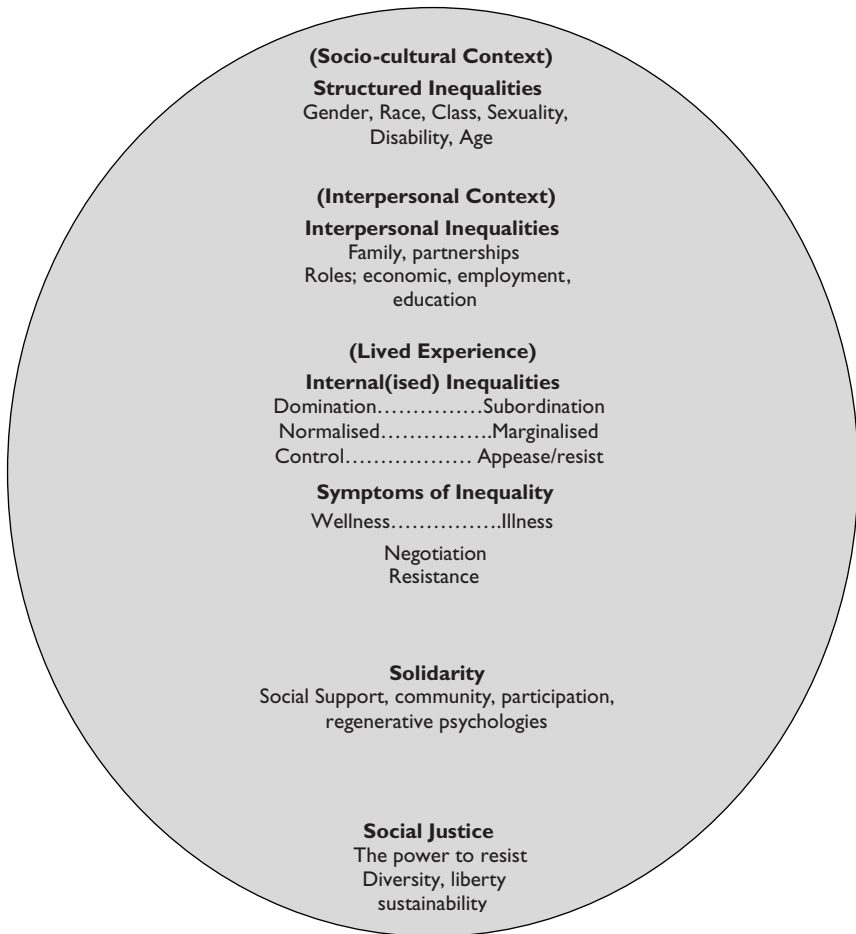 (Socio-cultural Context)
Structured Inequalities
Gender, Race, Class, Sexuality,
Disability, Age
(Interpersonal Context)
Interpersonal Inequalities
Family, partnerships
Roles; economic, employment,
education
(Lived Experience)
Internal(ised) Inequalities
Domination……………Subordination
Normalised…………….Marginalised
Control……………… Appease/resist
Symptoms of Inequality
Wellness…………….Illness
Negotiation
Resistance
Solidarity
Social Support, community, participation,
regenerative psychologies
Social Justice
The power to resist
Diversity, liberty
sustainability